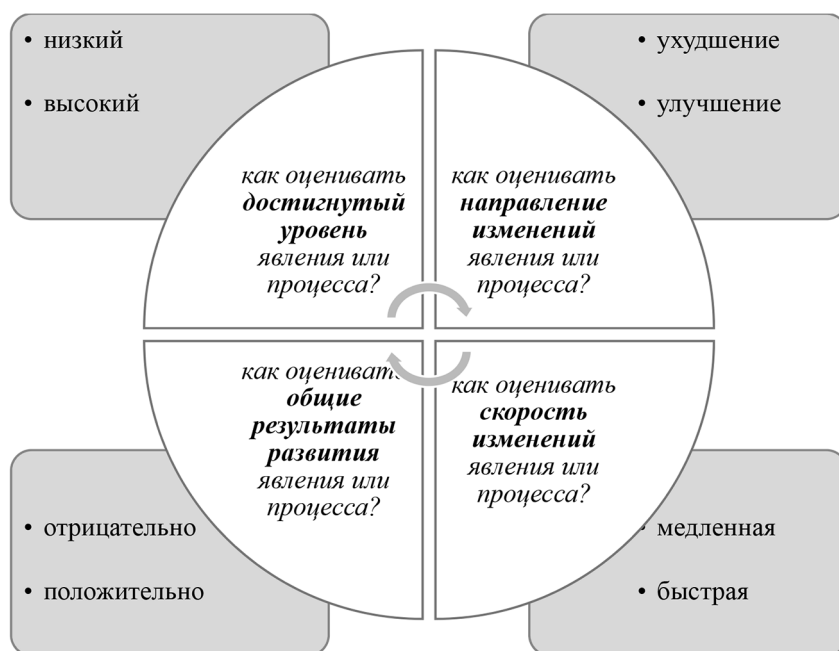 • низкий
• высокий
• ухудшение
• улучшение
как оценивать
достигнутый
уровень
явления или
процесса?
как оценивать
направление
изменений
явления или
процесса?
как оценивать
общие
результаты
развития
явления или
процесса?
как оценивать
скорость
изменений
явления или
процесса?
• отрицательно
• положительно
• медленная
• быстрая